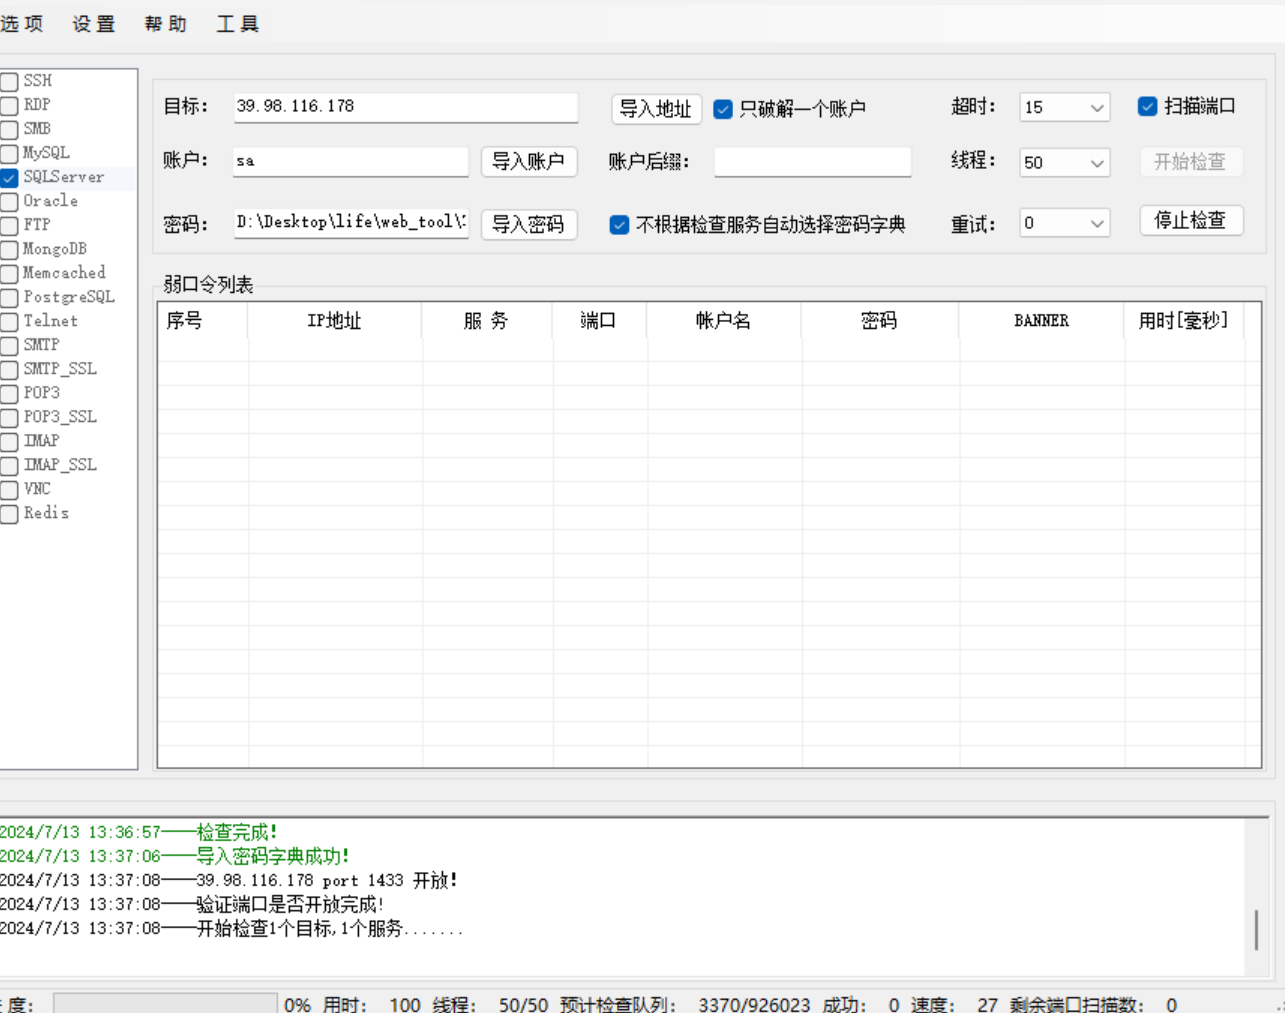 选项 设置 帮助 工具
SSH
RDP
SMB
MySQL
SQLServer
Oracle
FTP
MongoDB
Memcached
PostgreSQL
Telnet
SMTP
SMTP_SSL
POP3
POP3_SSL
IMAP
IMAP_SSL
VNC
Redis
目标: 39.98.116.178 导入地址 只破解一个账户 超时: 15 扫描端口
账户: sa 导入账户 账户后缀: 线程: 50 开始检查
密码: D:\Desktop\life\web_tool\ 导入密码 不根据检查服务自动选择密码字典 重试: 0 停止检查
弱口令列表
序号 IP地址 服 务 端口 帐户名 密码 BANNER 用时[毫秒]
2024/7/13 13:36:57——检查完成!
2024/7/13 13:37:06——导入密码字典成功!
2024/7/13 13:37:08——39.98.116.178 port 1433 开放!
2024/7/13 13:37:08——验证端口是否开放完成!
2024/7/13 13:37:08——开始检查1个目标,1个服务.......
度: 0% 用时: 100 线程: 50/50 预计检查队列: 3370/926023 成功: 0 速度: 27 剩余端口扫描数: 0